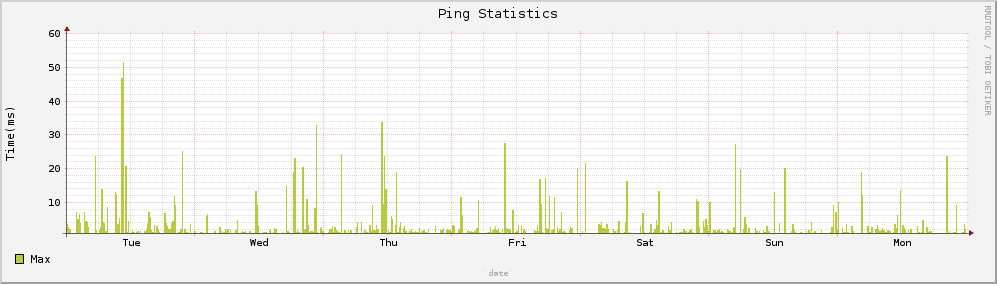 Ping Statistics
RRDTOOL / TOBI OETIKER
Time(ms)
60
50
40
30
20
10
Tue Wed Thu Fri Sat Sun Mon
Max
`date`